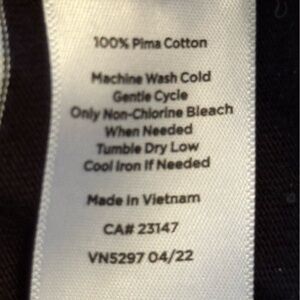 100% Pima Cotton
Machine Wash Cold
Gentle Cycle
Only Non-Chlorine Bleach
When Needed
Tumble Dry Low
Cool Iron If Needed
Made in Vietnam
CA# 23147
VN5297 04/22